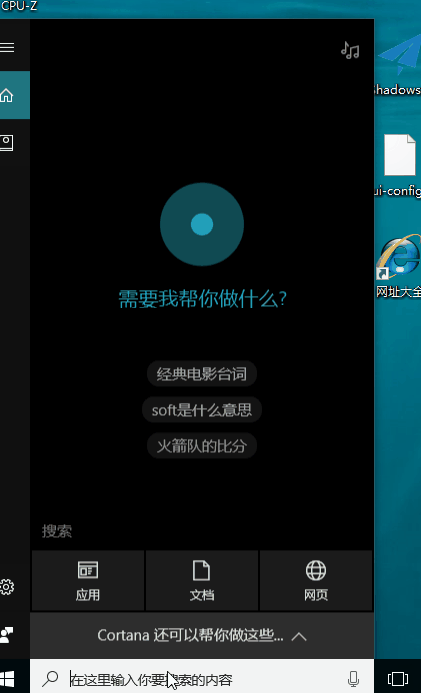 CPU-Z
Shadows
ui-config
网址大全
需要我帮你做什么?
经典电影台词
soft是什么意思
火箭队的比分
搜索
应用
文档
网页
Cortana 还可以帮你做这些...
在这里输入你要搜索的内容